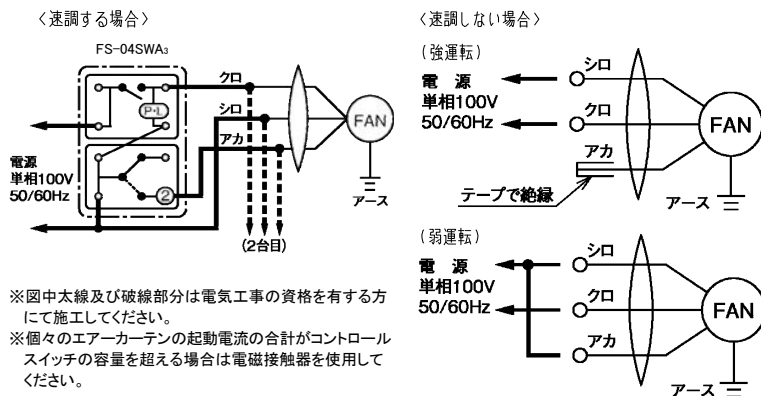 〈速調する場合〉
FS-04SWA₃
クロ
P·L
シロ
FAN
アカ
電源
単相100V
50/60Hz
2
アース
(2台目)
※図中太線及び破線部分は電気工事の資格を有する方
にて施工してください。
※個々のエアーカーテンの起動電流の合計がコントロール
スイッチの容量を超える場合は電磁接触器を使用して
ください。
〈速調しない場合〉
(強運転)
シロ
電 源
単相100V
50/60Hz
クロ
FAN
アカ
テープで絶縁
アース
(弱運転)
シロ
電 源
単相100V
50/60Hz
クロ
FAN
アカ
アース